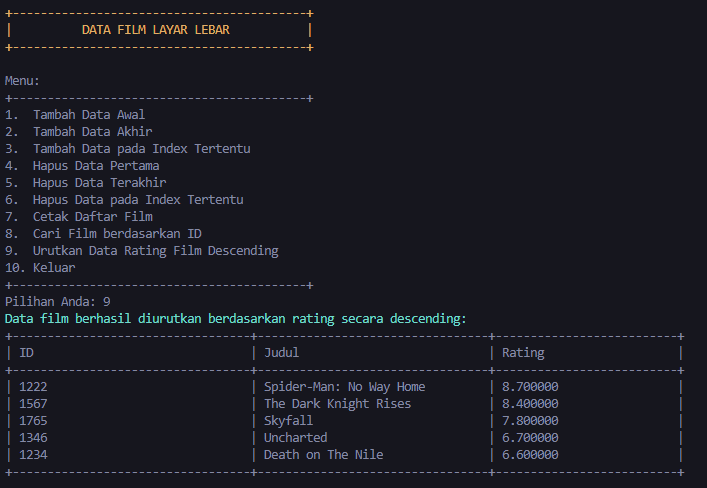 +------------------------------------------+
|          DATA FILM LAYAR LEBAR           |
+------------------------------------------+
Menu:
+------------------------------------------+
1.  Tambah Data Awal
2.  Tambah Data Akhir
3.  Tambah Data pada Index Tertentu
4.  Hapus Data Pertama
5.  Hapus Data Terakhir
6.  Hapus Data pada Index Tertentu
7.  Cetak Daftar Film
8.  Cari Film berdasarkan ID
9.  Urutkan Data Rating Film Descending
10. Keluar
+------------------------------------------+
Pilihan Anda: 9
Data film berhasil diurutkan berdasarkan rating secara descending:
+----------------------------------+---------------------------------+--------------------------+
| ID                               | Judul                           | Rating                   |
+----------------------------------+---------------------------------+--------------------------+
| 1222                             | Spider-Man: No Way Home         | 8.700000                 |
| 1567                             | The Dark Knight Rises           | 8.400000                 |
| 1765                             | Skyfall                         | 7.800000                 |
| 1346                             | Uncharted                       | 6.700000                 |
| 1234                             | Death on The Nile               | 6.600000                 |
+----------------------------------+---------------------------------+--------------------------+